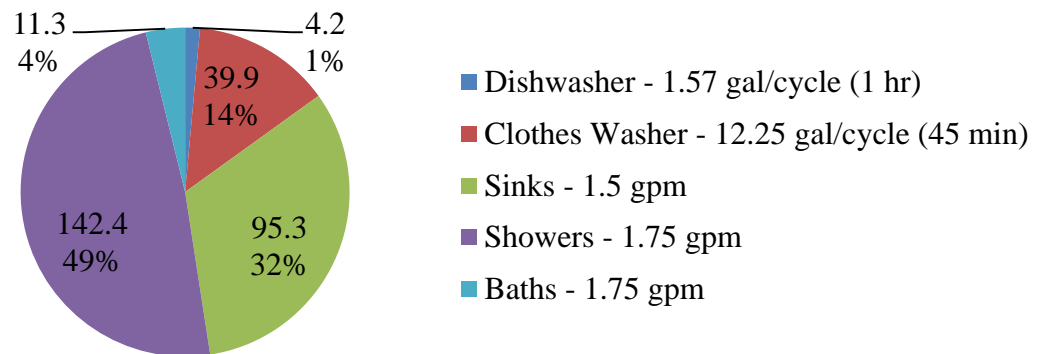 11.3
4%
4.2
1%
39.9
14%
142.4
49%
95.3
32%
Dishwasher - 1.57 gal/cycle (1 hr)
Clothes Washer - 12.25 gal/cycle (45 min)
Sinks - 1.5 gpm
Showers - 1.75 gpm
Baths - 1.75 gpm